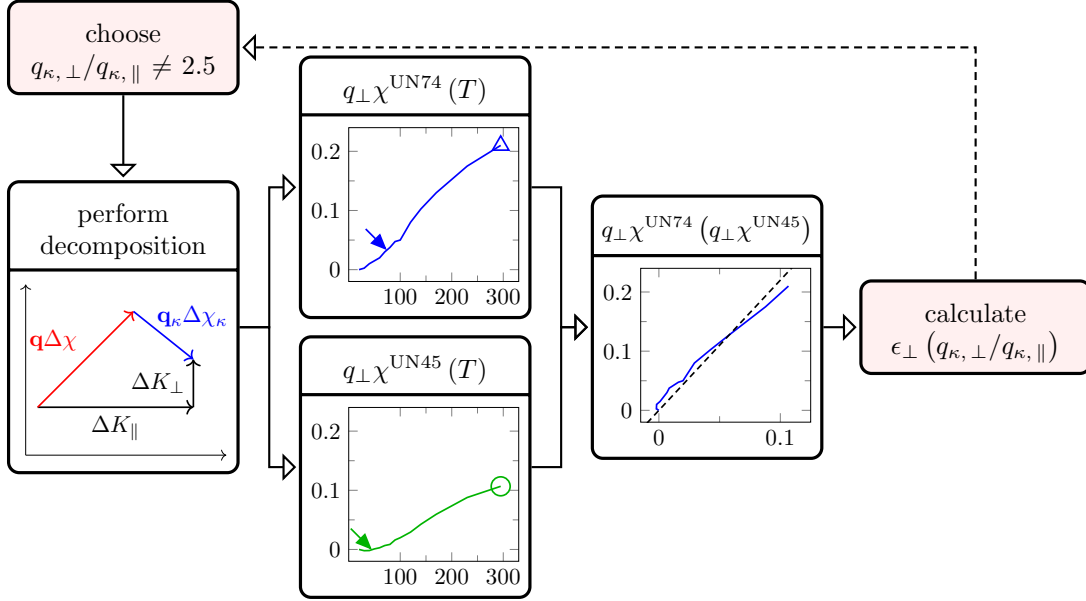 choose
q_{κ,⊥}/q_{κ,∥} ≠ 2.5
perform
decomposition
qΔχ
q_κΔχ_κ
ΔK_⊥
ΔK_∥
q_⊥χ^{UN74} (T)
0.2
0.1
0
100 200 300
q_⊥χ^{UN45} (T)
0.2
0.1
0
100 200 300
q_⊥χ^{UN74} (q_⊥χ^{UN45})
0.2
0.1
0
0 0.1
calculate
ϵ_⊥ (q_{κ,⊥}/q_{κ,∥})